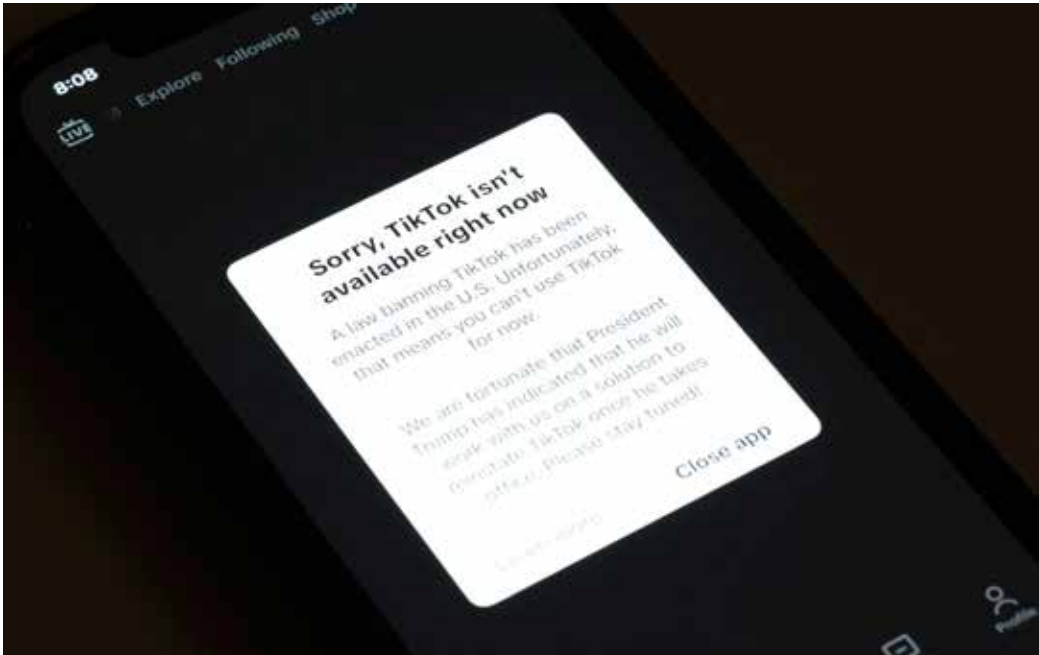 8:08
LIVE
Explore Following Shop
Sorry, TikTok isn't
available right now
A law banning TikTok has been
enacted in the U.S. Unfortunately,
that means you can't use TikTok
for now.
We are fortunate that President
Trump has indicated that he will
work with us on a solution to
reinstate TikTok once he takes
office. Please stay tuned!
Learn more
Close app
Profile